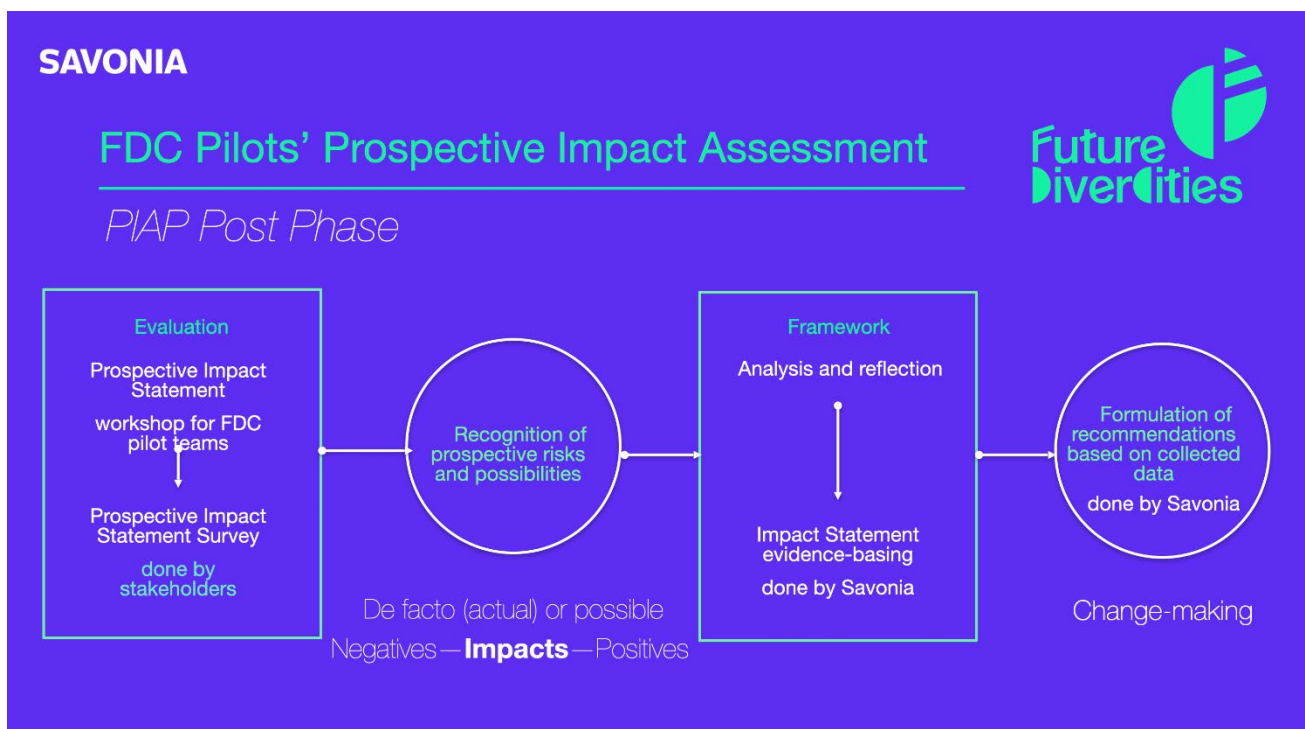 SAVONIA
FDC Pilots' Prospective Impact Assessment
PIAP Post Phase
Future
DiverCities
Evaluation
Prospective Impact
Statement
workshop for FDC
pilot teams
Prospective Impact
Statement Survey
done by
stakeholders
Recognition of
prospective risks
and possibilities
De facto (actual) or possible
Negatives—Impacts—Positives
Framework
Analysis and reflection
Impact Statement
evidence-basing
done by Savonia
Formulation of
recommendations
based on collected
data
done by Savonia
Change-making